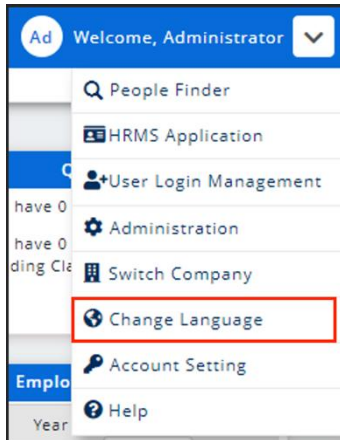 Ad Welcome, Administrator
People Finder
HRMS Application
Q
User Login Management
have 0
Administration
have 0
ding Cla
Switch Company
Change Language
Account Setting
Emplo
Help
Year